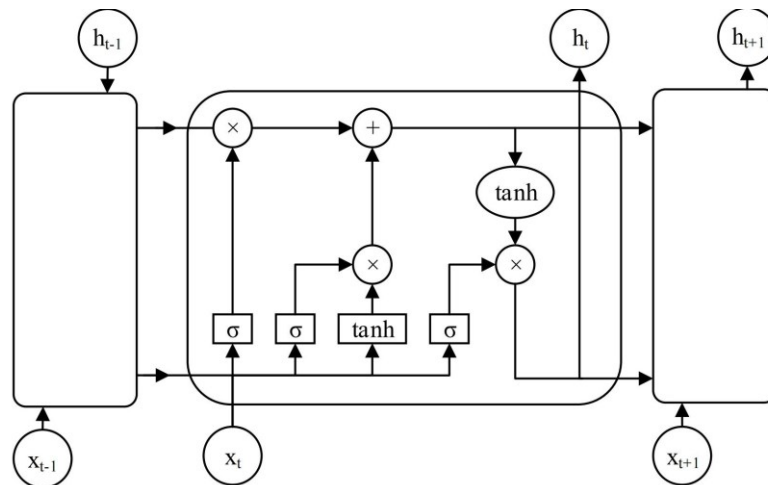 h_{t-1} h_t h_{t+1}
× +
tanh
× ×
σ σ tanh σ
x_{t-1} x_t x_{t+1}